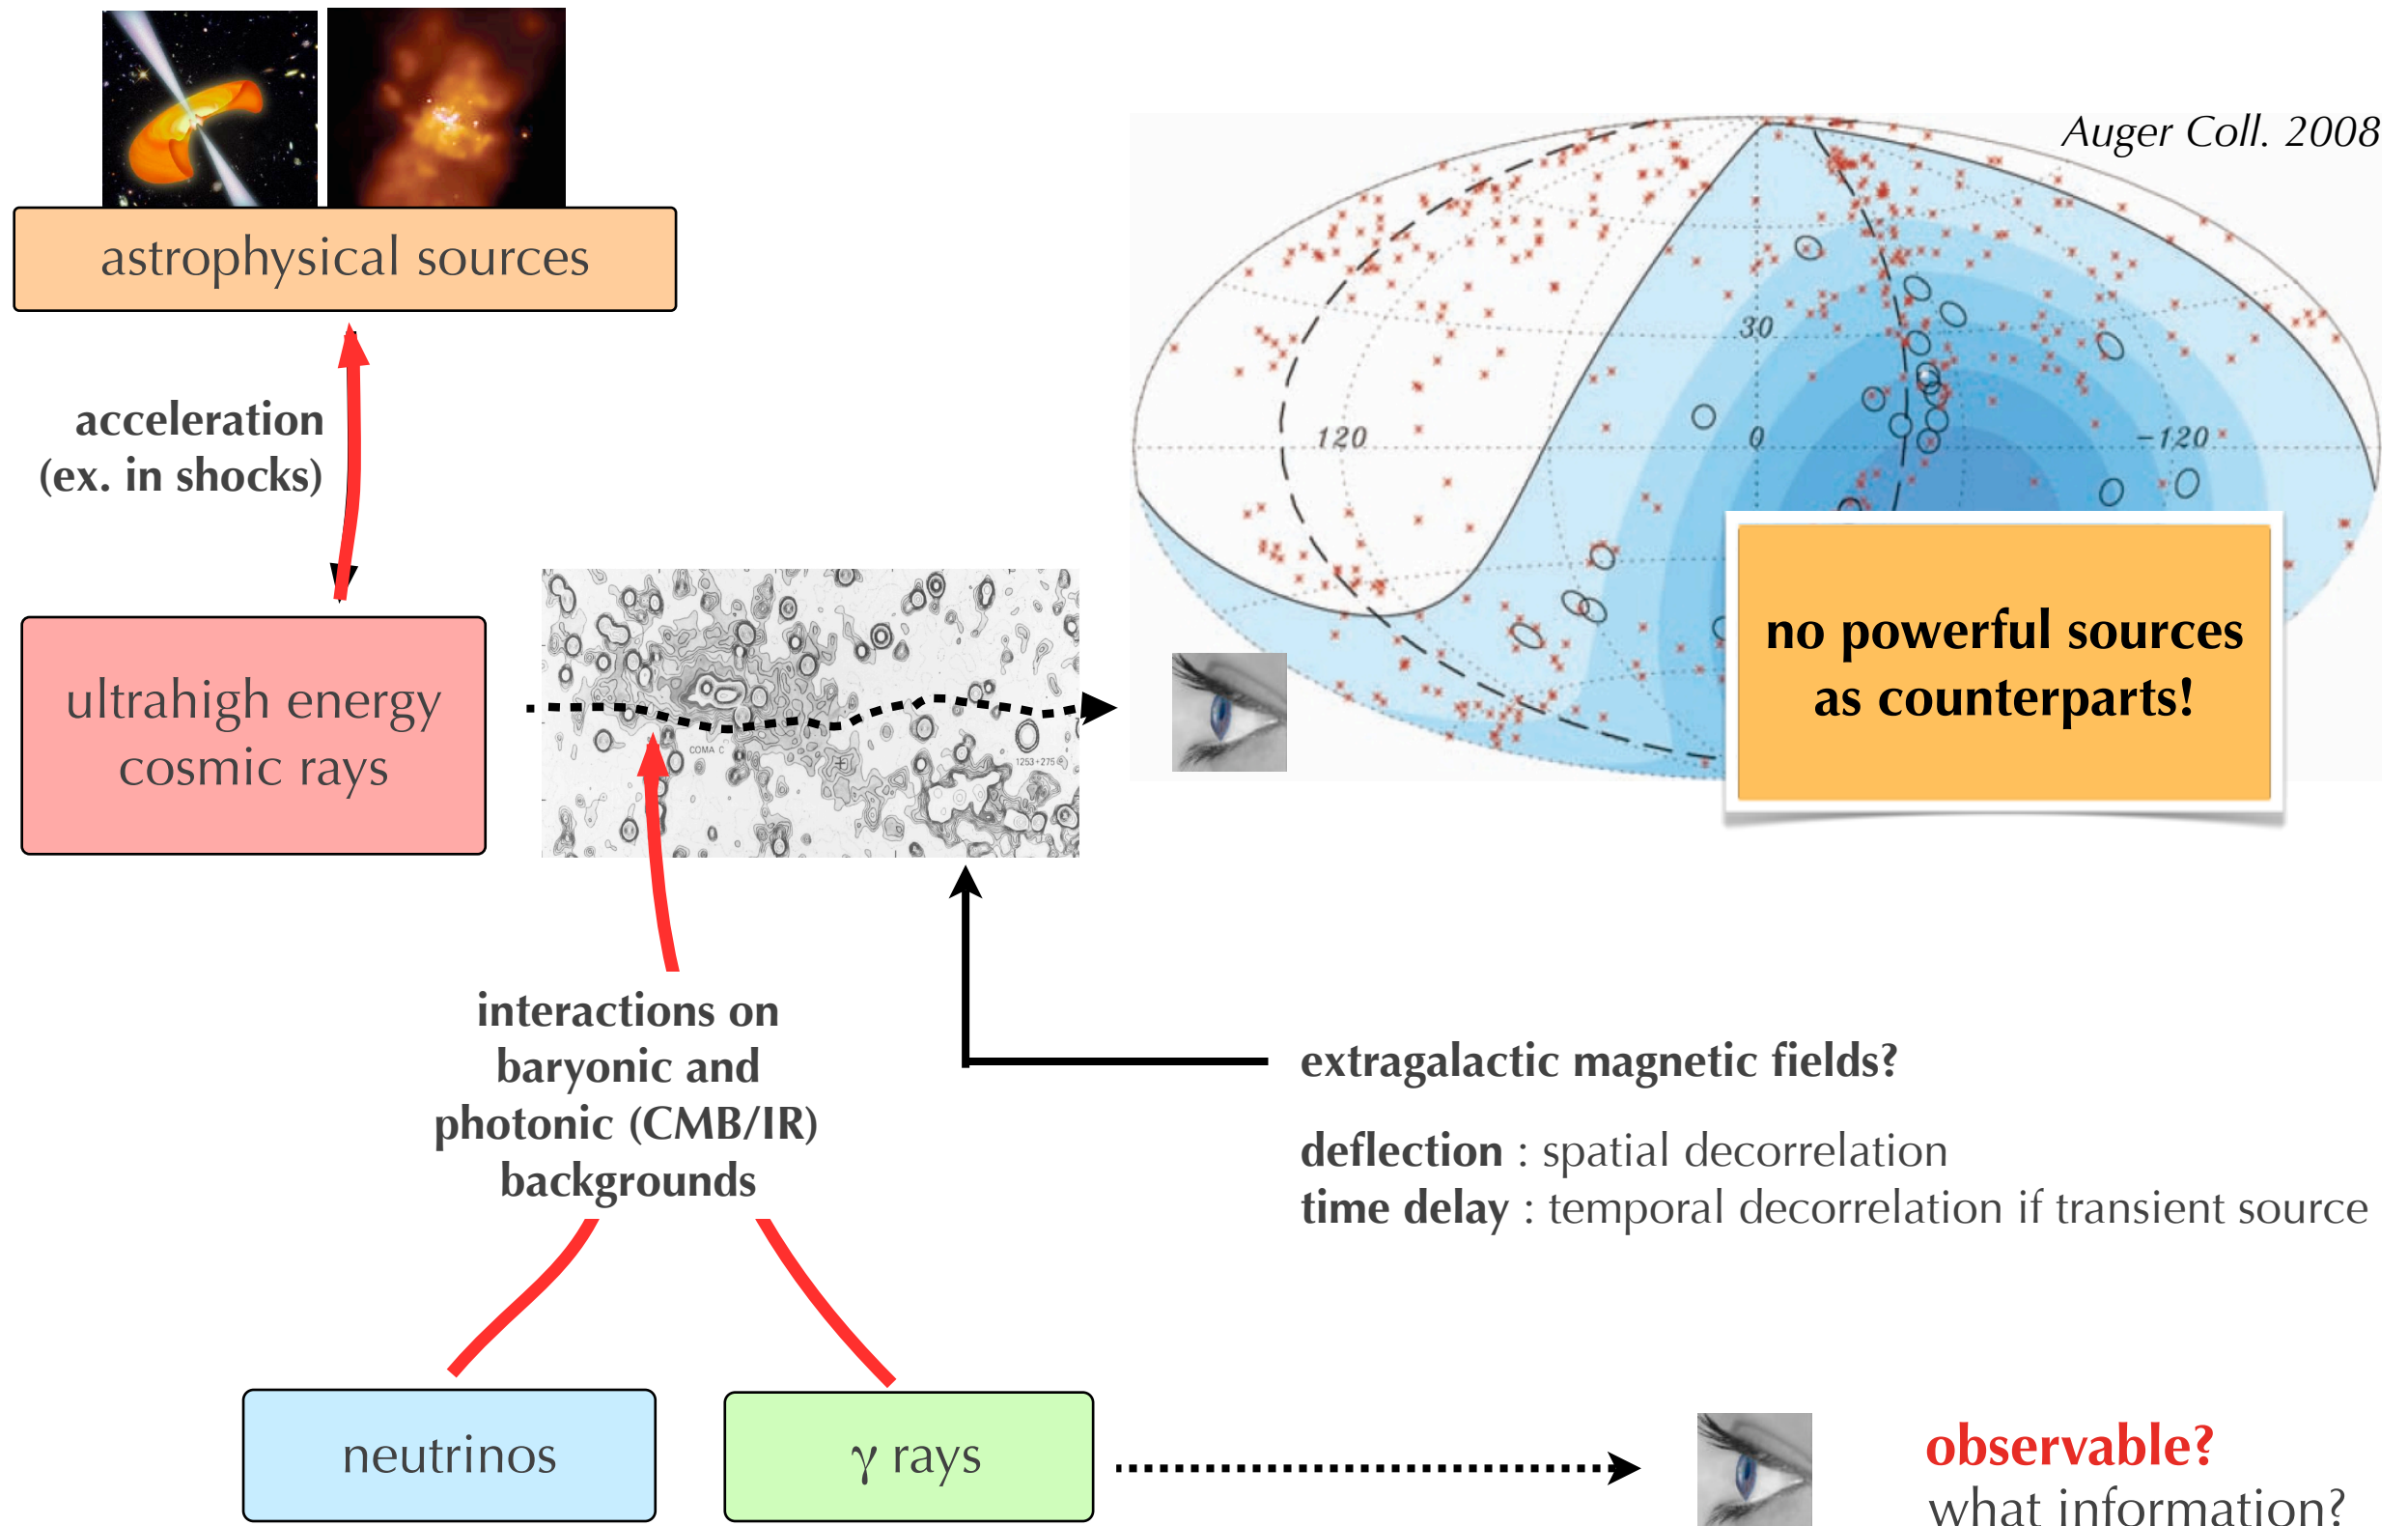 astrophysical sources
Auger Coll. 2008
acceleration
(ex. in shocks)
30
120
0
-120
ultrahigh energy
cosmic rays
COMA C
1253+275
no powerful sources
as counterparts!
interactions on
baryonic and
photonic (CMB/IR)
backgrounds
extragalactic magnetic fields?
deflection : spatial decorrelation
time delay : temporal decorrelation if transient source
neutrinos
γ rays
observable?
what information?